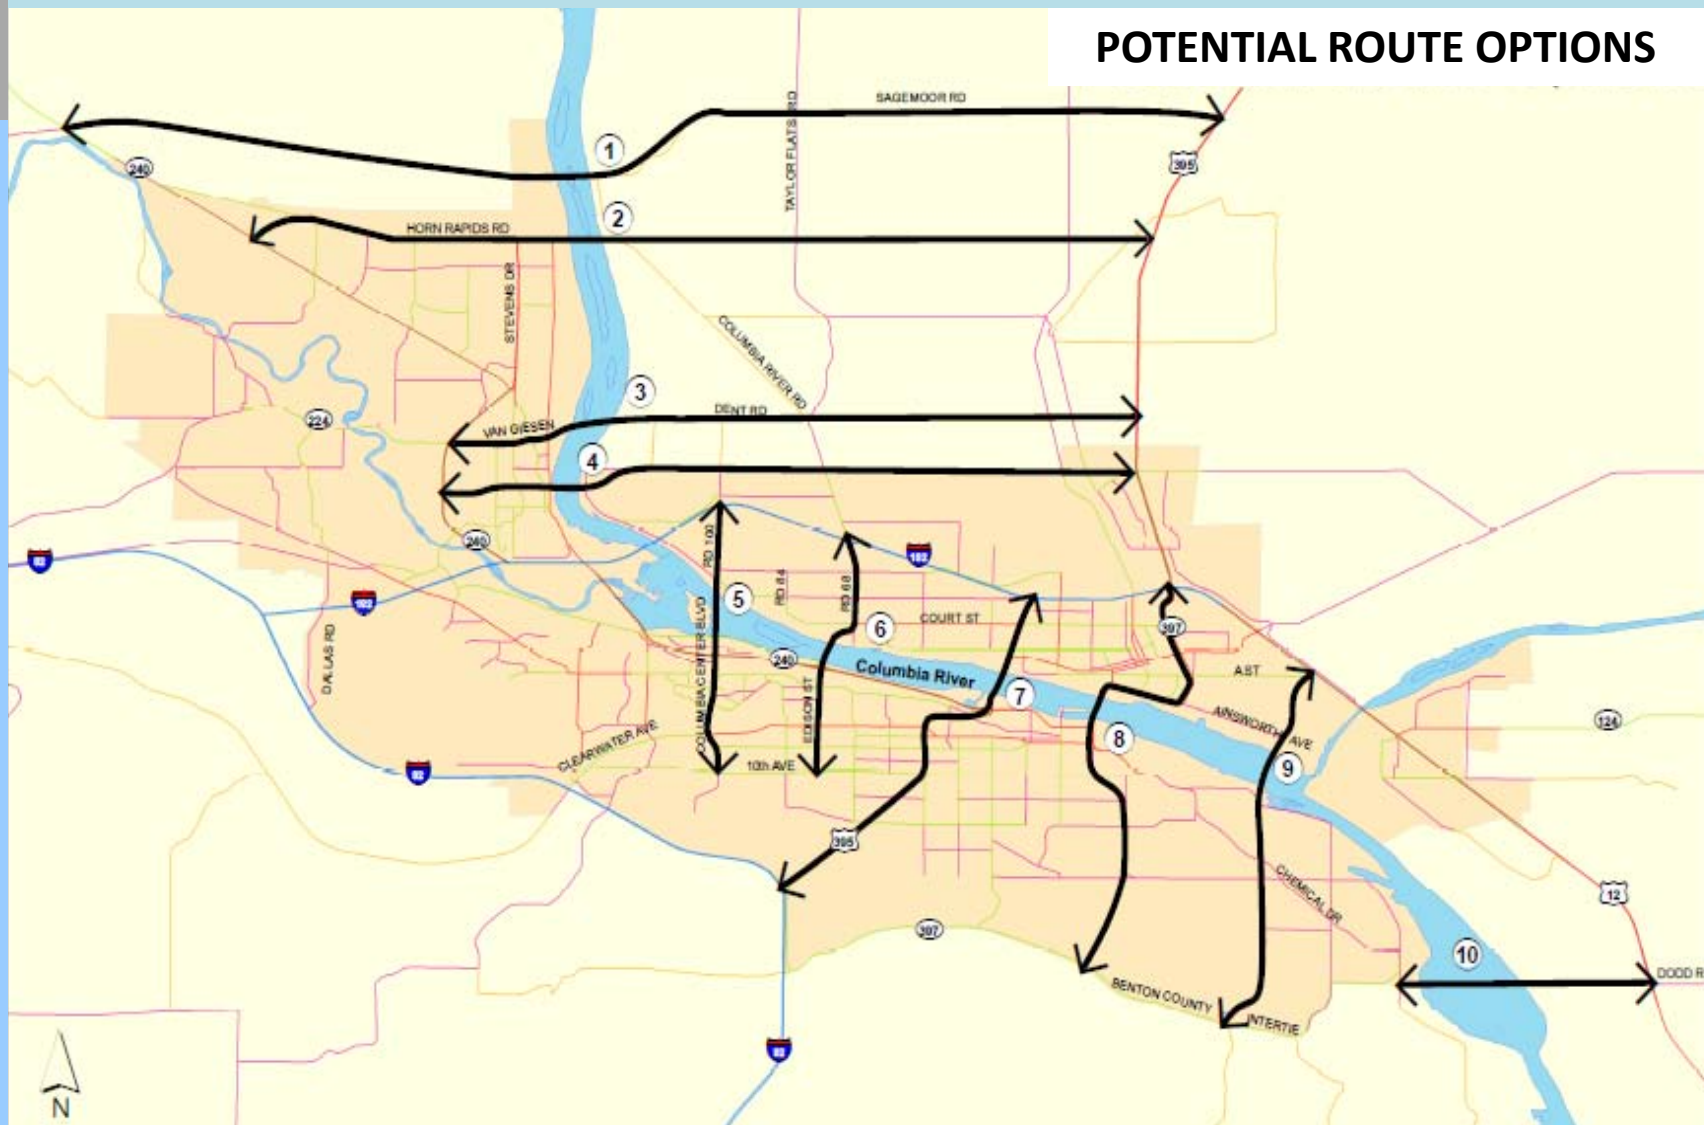 POTENTIAL ROUTE OPTIONS
SAGEMOOR RD
TAYLOR FLATS RD
1
240
395
2
HORN RAPIDS RD
STEVENS DR
COLUMBIA RIVER RD
3
DENT RD
224
VAN GIESEN
4
240
82
182
182
RD 100
RD 84
RD 68
5
6
COURT ST
397
DALLAS RD
COLUMBIA CENTER BLVD
240
Columbia River
A ST
EDISON ST
7
AINSWORTH AVE
124
CLEARWATER AVE
8
10th AVE
9
82
395
CHEMICAL DR
12
397
10
DODD R
BENTON COUNTY INTERTIE
82
N